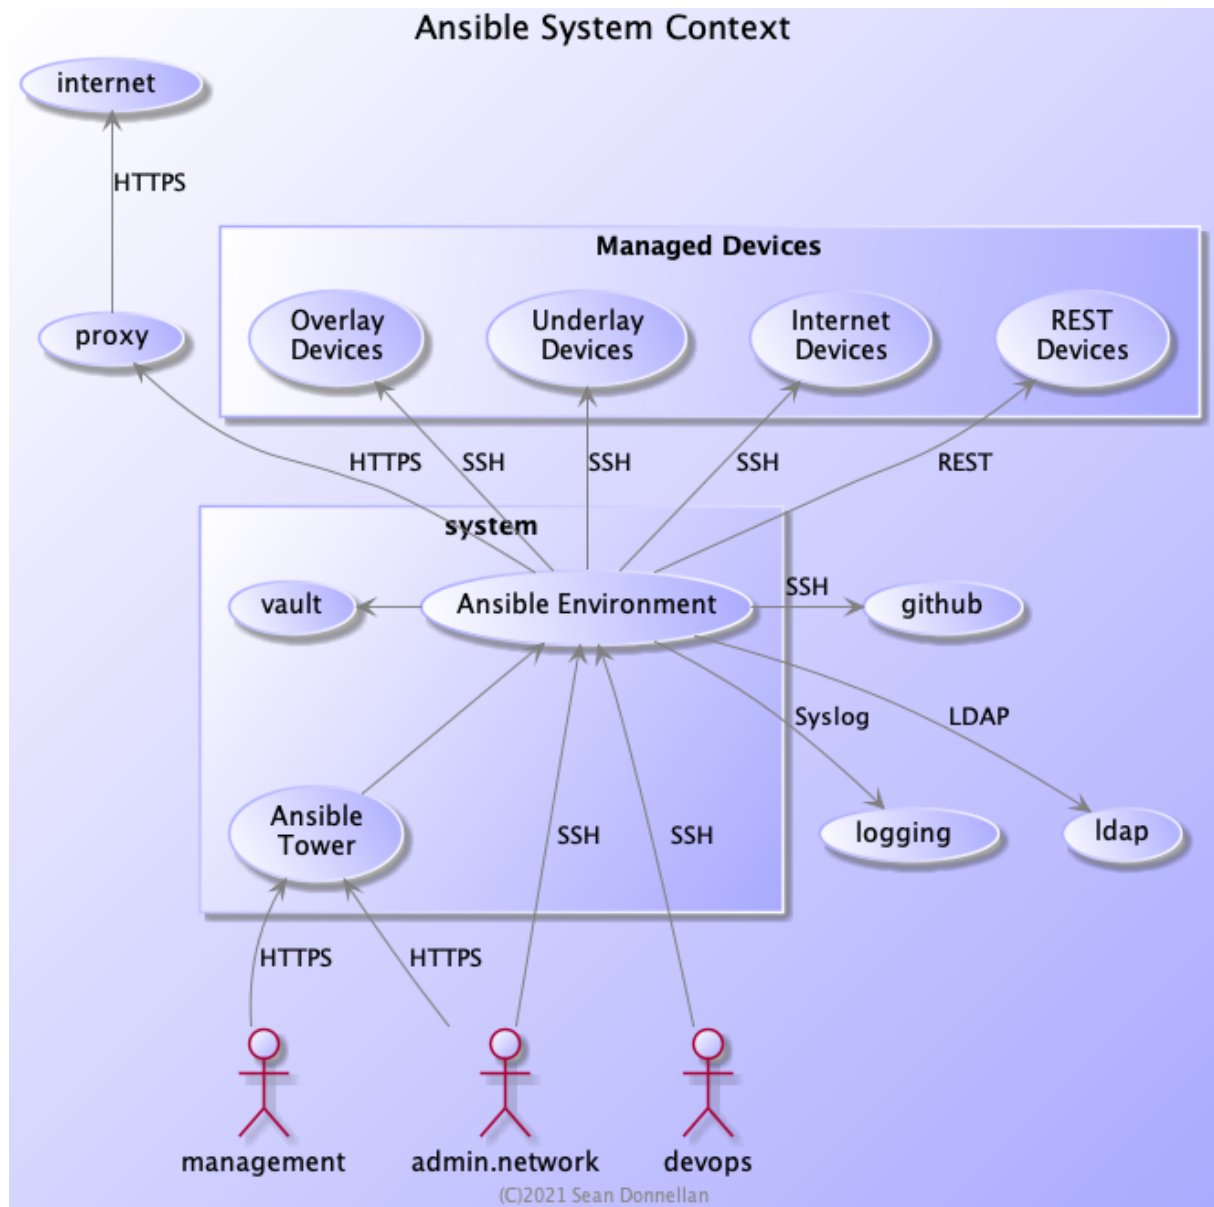 Ansible System Context
internet
HTTPS
Managed Devices
Overlay
Devices
Underlay
Devices
Internet
Devices
REST
Devices
proxy
HTTPS
SSH
SSH
SSH
REST
system
vault
Ansible Environment
SSH
github
Syslog
LDAP
Ansible
Tower
SSH
SSH
logging
ldap
HTTPS
HTTPS
management
admin.network
devops
(C)2021 Sean Donnellan